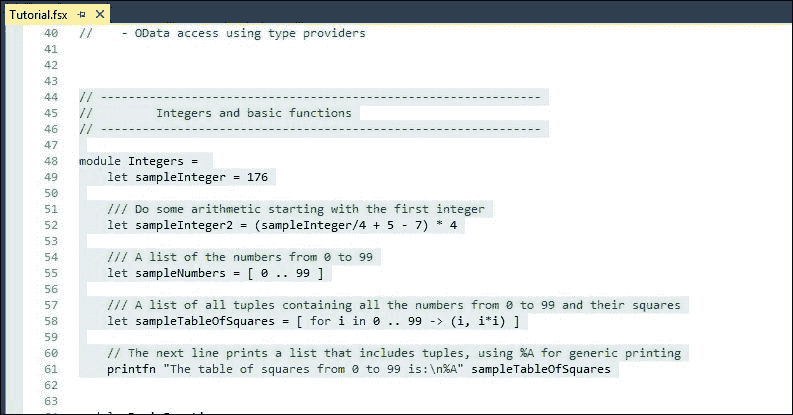 Tutorial.fsx
40 //    - OData access using type providers
41
42
43
44 // ---------------------------------------------------------------
45 //         Integers and basic functions
46 // ---------------------------------------------------------------
47
48 module Integers =
49     let sampleInteger = 176
50
51     /// Do some arithmetic starting with the first integer
52     let sampleInteger2 = (sampleInteger/4 + 5 - 7) * 4
53
54     /// A list of the numbers from 0 to 99
55     let sampleNumbers = [ 0 .. 99 ]
56
57     /// A list of all tuples containing all the numbers from 0 to 99 and their squares
58     let sampleTableOfSquares = [ for i in 0 .. 99 -> (i, i*i) ]
59
60     // The next line prints a list that includes tuples, using %A for generic printing
61     printfn "The table of squares from 0 to 99 is:\n%A" sampleTableOfSquares
62
63